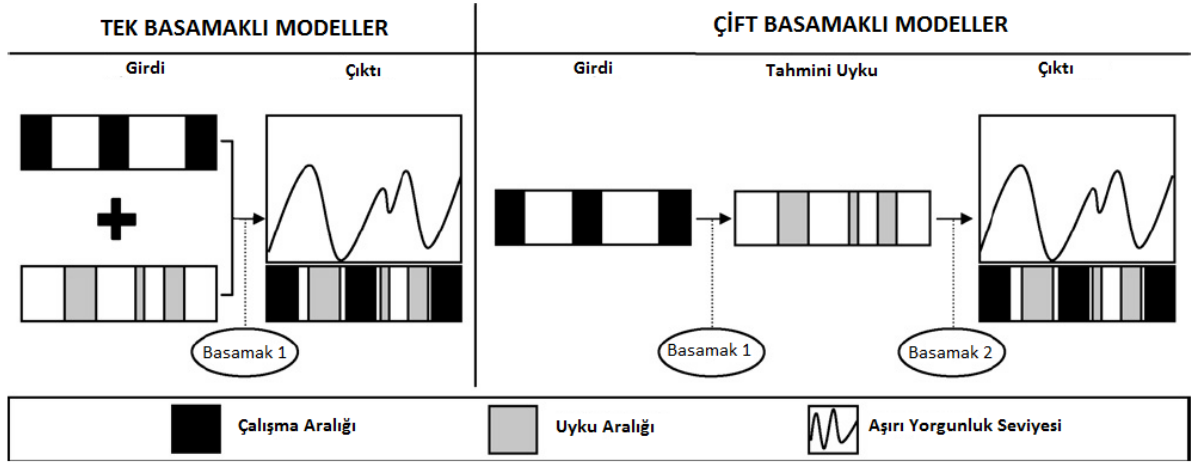 TEK BASAMAKLI MODELLER
ÇİFT BASAMAKLI MODELLER
Girdi
Çıktı
Girdi
Tahmini Uyku
Çıktı
Basamak 1
Basamak 1
Basamak 2
Çalışma Aralığı
Uyku Aralığı
Aşırı Yorgunluk Seviyesi